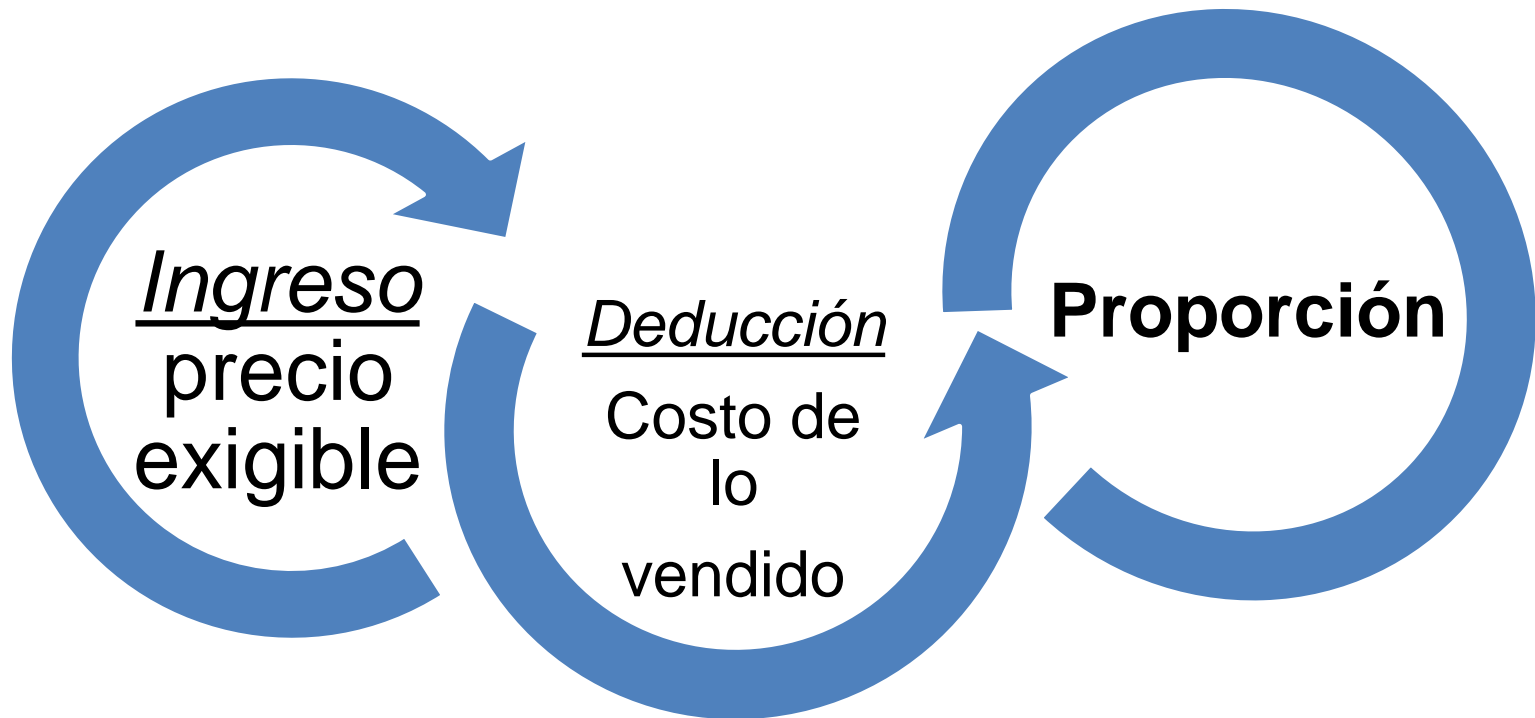 Ingreso
precio
exigible
Deducción
Costo de
lo
vendido
Proporción